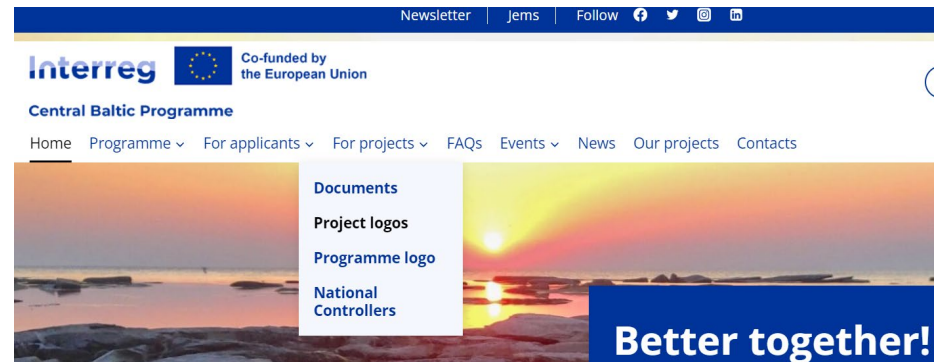 Newsletter Jems Follow
Interreg
Co-funded by
the European Union
Central Baltic Programme
Home Programme For applicants For projects FAQs Events News Our projects Contacts
Documents
Project logos
Programme logo
National
Controllers
Better together!